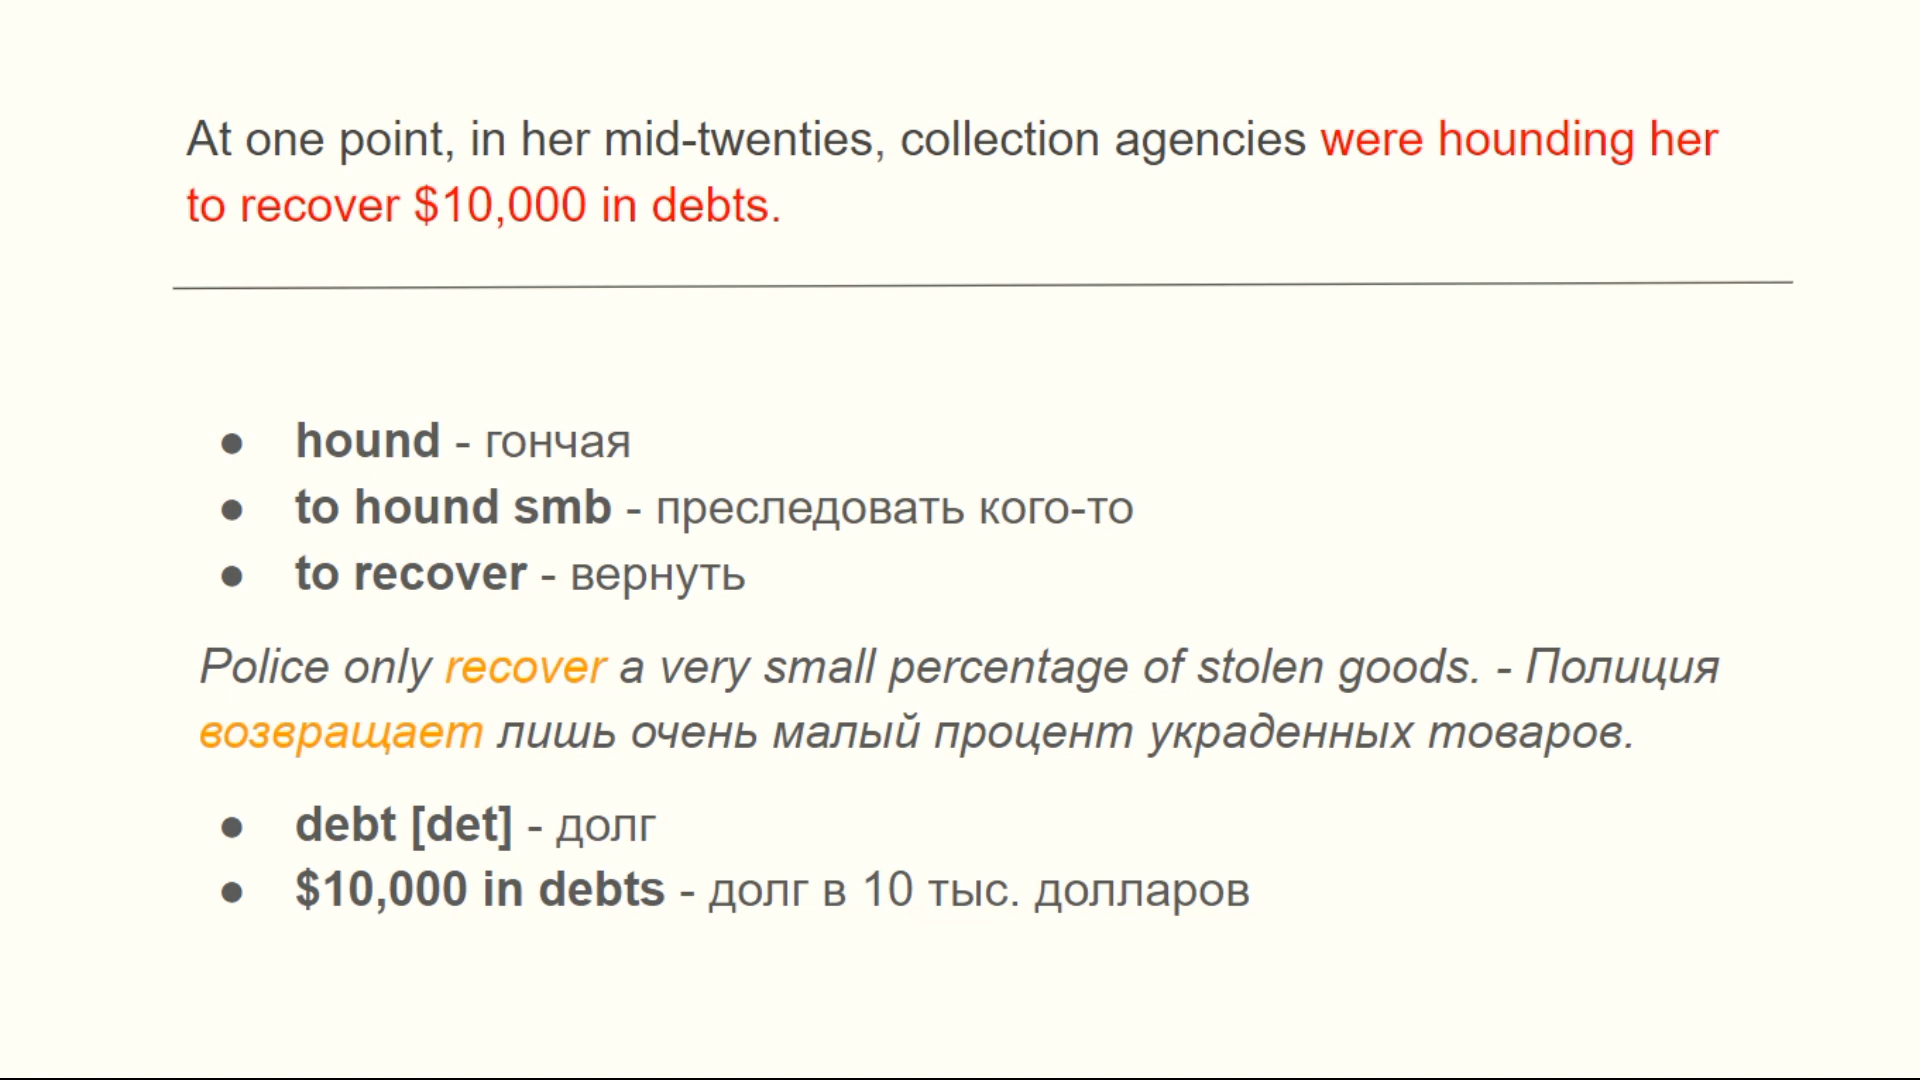 At one point, in her mid-twenties, collection agencies were hounding her
to recover $10,000 in debts.
● hound - гончая
● to hound smb - преследовать кого-то
● to recover - вернуть
Police only recover a very small percentage of stolen goods. - Полиция
возвращает лишь очень малый процент украденных товаров.
● debt [det] - долг
● $10,000 in debts - долг в 10 тыс. долларов